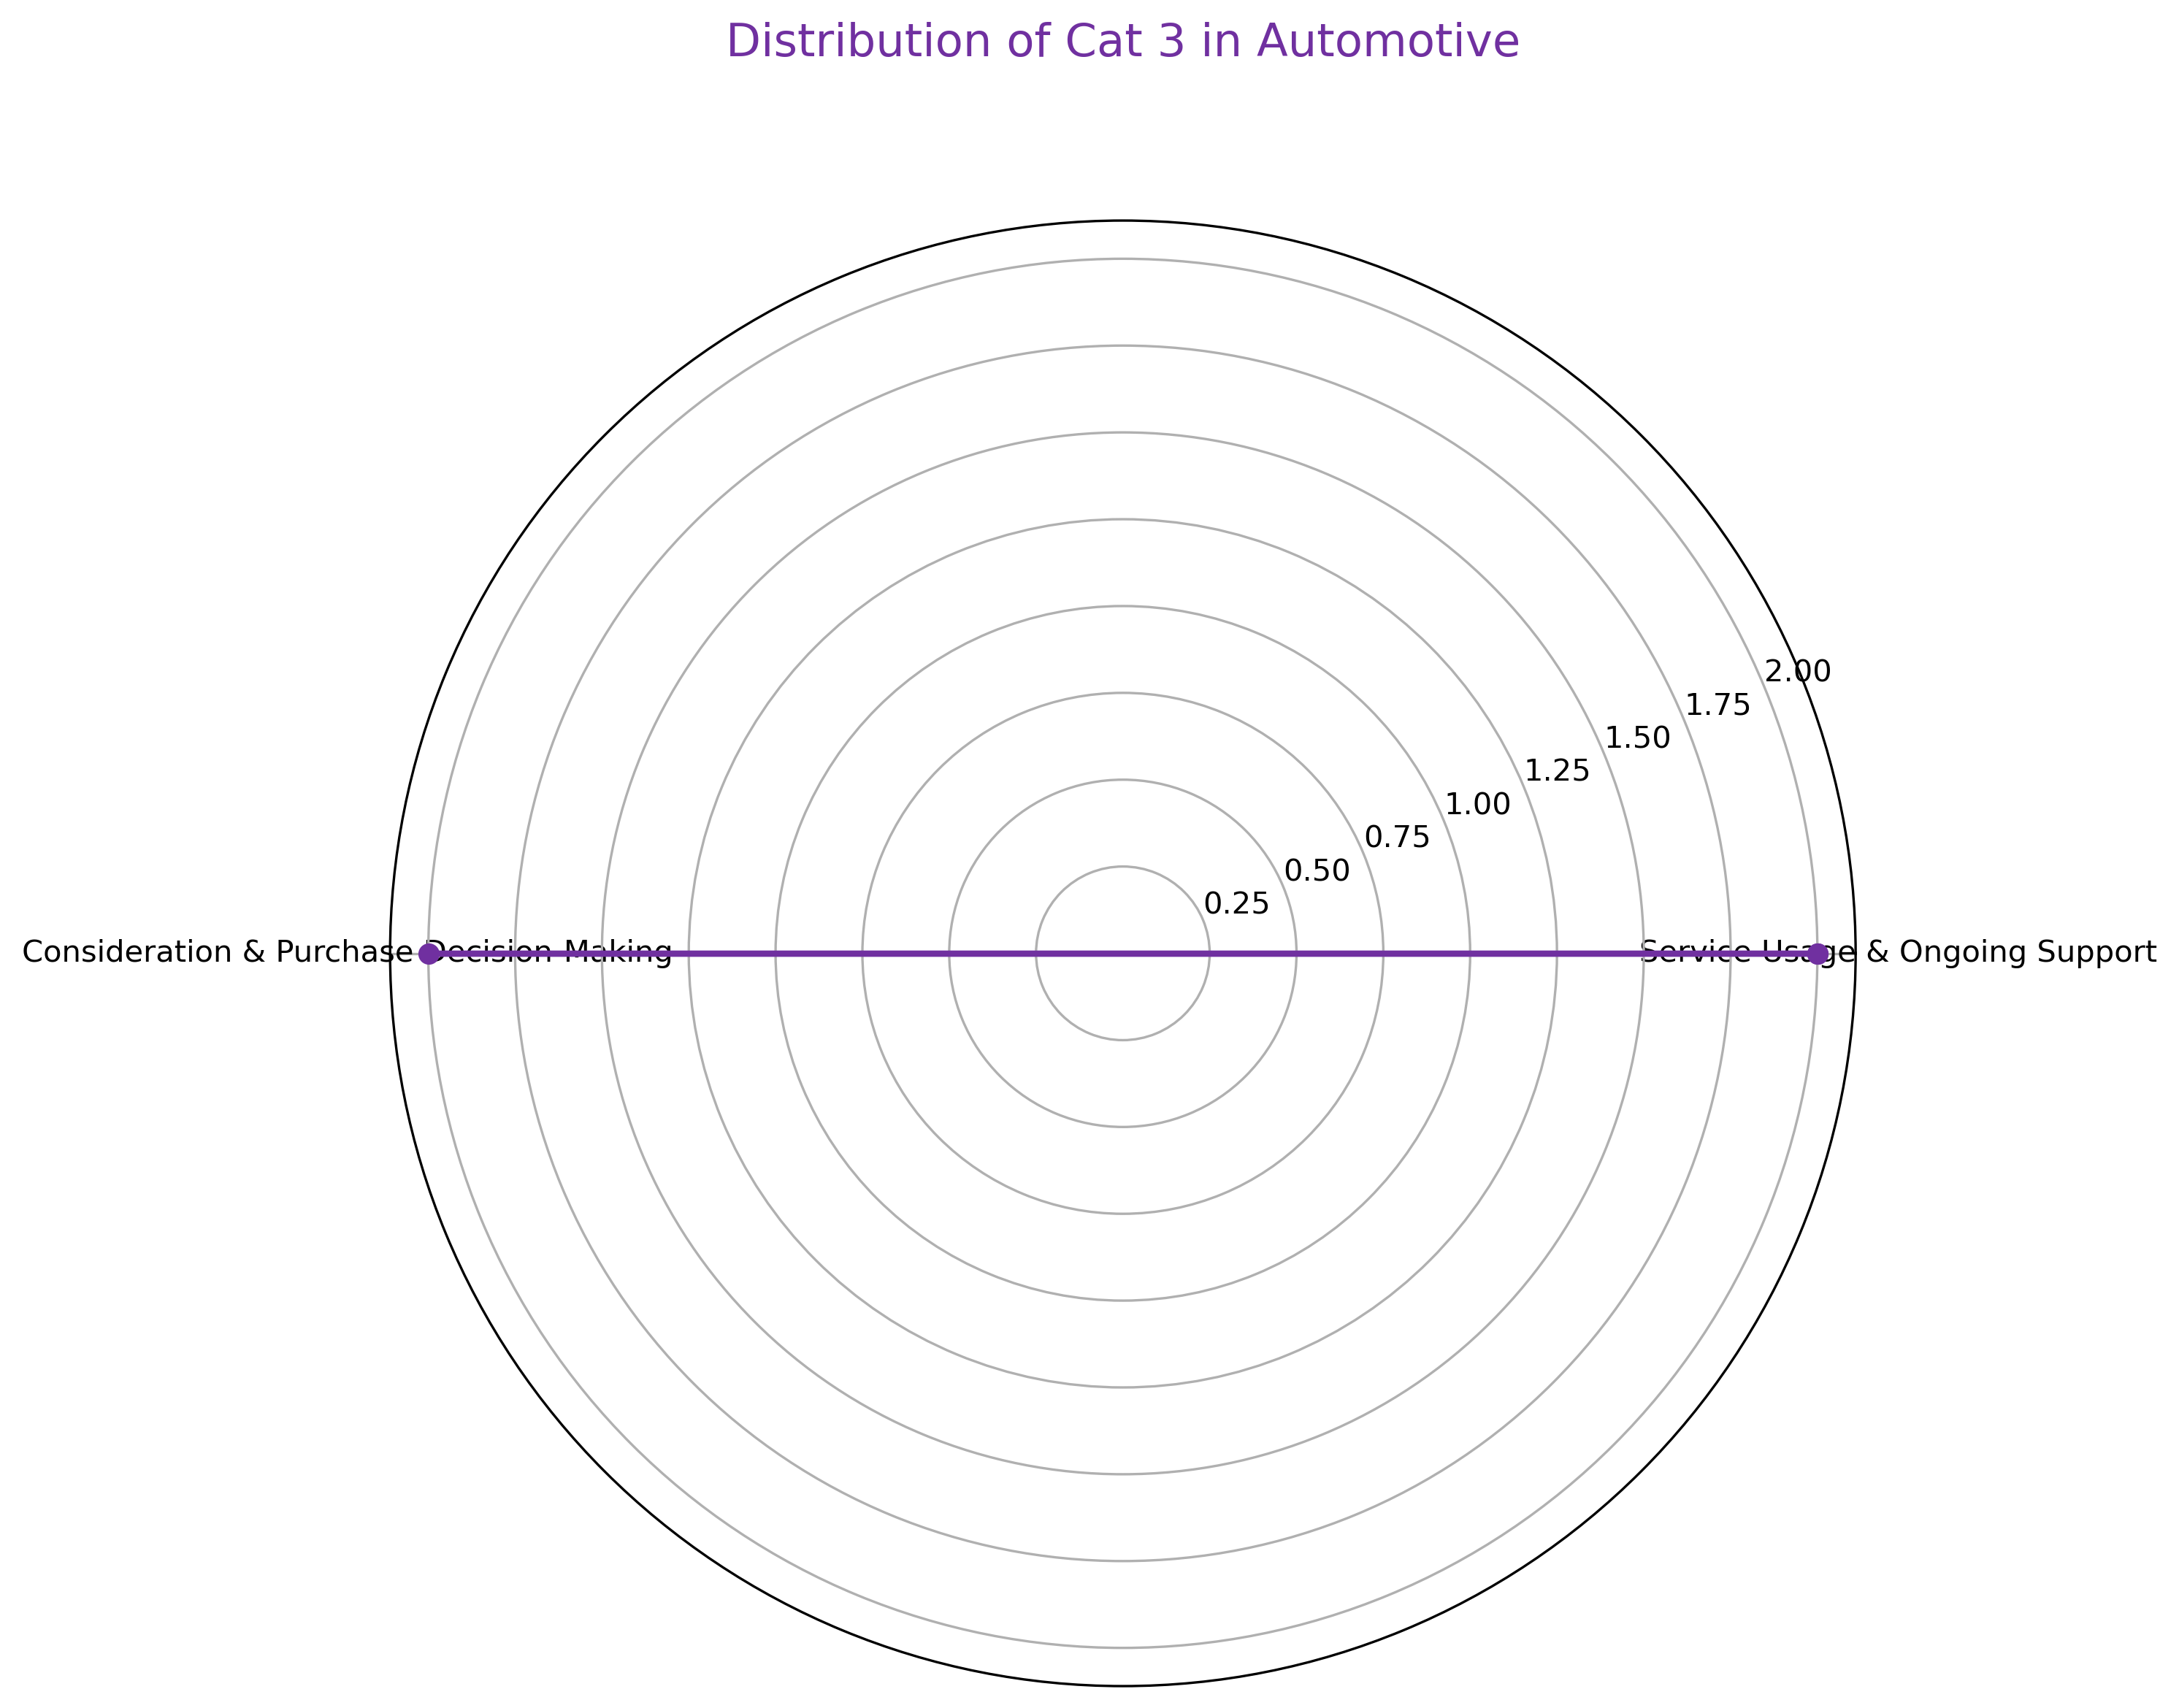 Distribution of Cat 3 in Automotive
2.00
1.75
1.50
1.25
1.00
0.75
0.50
0.25
Consideration & Purchase Decision Making
Service Usage & Ongoing Support